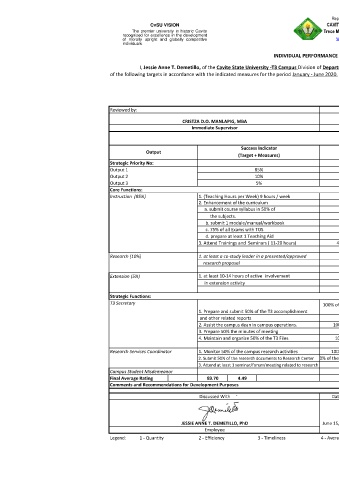 CvSU VISION
The premier university in historic Cavite
recognized for excellence in the development
of morally upright and globally competitive
individuals.
Re
CAVIT
Trece M
INDIVIDUAL PERFORMANCE
I, Jessie Anne T. Demetillo, of the Cavite State University -T3 Campus Division of Depart
of the following targets in accordance with the indicated measures for the period January - June 2020.
Reviewed by:
CRISTZA D.O. MANLAPIG, MBA
Immediate Supervisor
Output
Success Indicator
(Target + Measures)
Strategic Priority No:
Output 1 85%
Output 2 10%
Output 3 5%
Core Functions:
Instruction (85%) 1. (Teaching Hours per Week) 9 hours / week
2. Enhancement of the curriculum
a. submit course syllabus in 50% of
the subjects.
b. submit 1 module/manual/workbook
c. 75% of all Exams with TOS
d. prepare at least 1 Teaching Aid
3. Attend Trainings and Seminars ( 11-20 hours)
Research (10%) 1. at least a co-study leader in a presented/approved
research proposal
Extension (5%) 1. at least 10-14 hours of active involvement
in extension activity
Strategic Functions:
T3 Secretary 100% of
1. Prepare and submit 50% of the T3 accomplishment
and other related reports
2. Assist the campus dean in campus operations. 100
3. Prepare 50% the minutes of meeting
4. Maintain and organize 50% of the T3 Files 10
Research Services Coordinator 1. Monitor 50% of the campus research activities 100
2. Submit 50% of the research documents to Research Center 0% of the
3. Attend at least 1 seminar/forum/meeting related to research
Campus Student Misdemeanor
Final Average Rating 83.70 4.49
Comments and Recommendations for Development Purposes
Discussed With Dat
JESSIE ANNE T. DEMETILLO, PhD June 15,
Employee
Legend: 1 - Quantity 2 - Efficiency 3 - Timeliness 4 - Avera